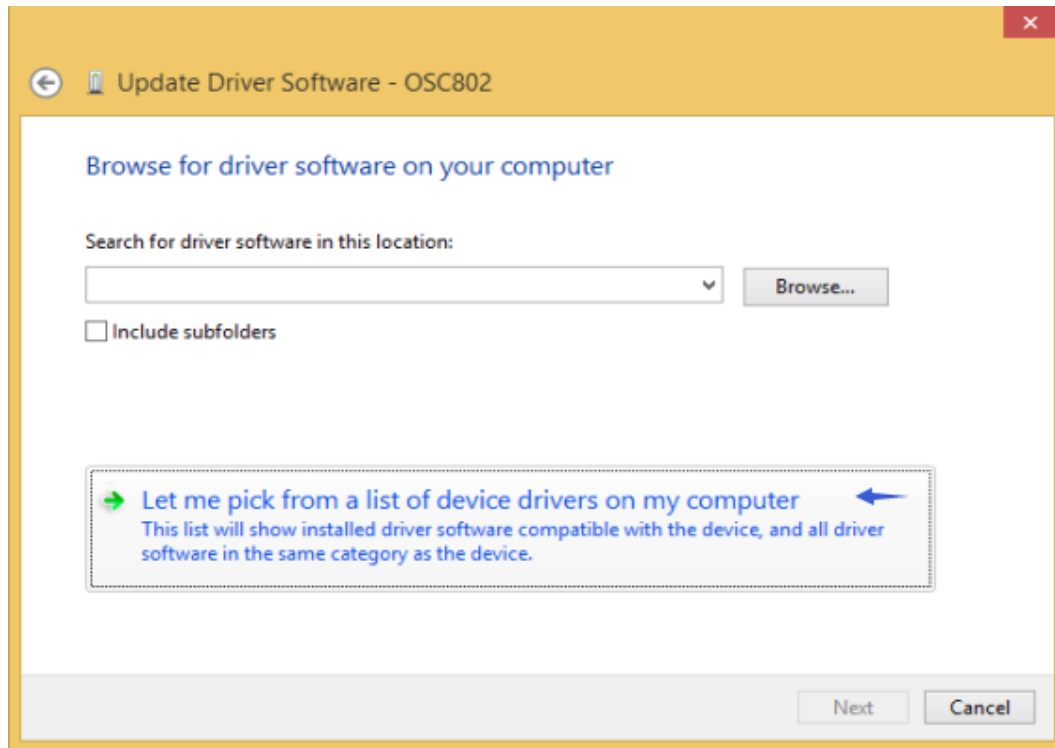 Update Driver Software - OSC802
Browse for driver software on your computer
Search for driver software in this location:
Browse...
Include subfolders
Let me pick from a list of device drivers on my computer
This list will show installed driver software compatible with the device, and all driver
software in the same category as the device.
Next
Cancel